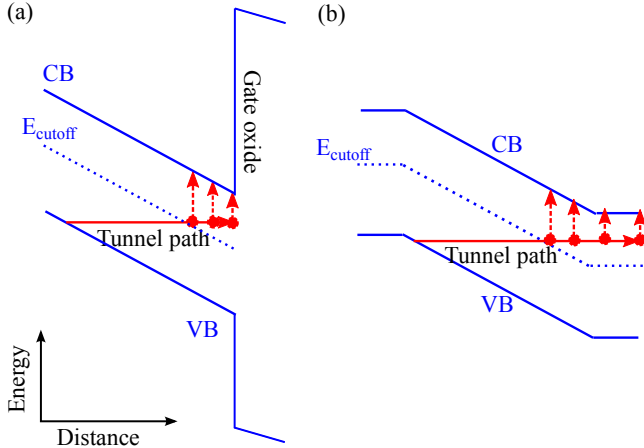 (a)
(b)
CB
Gate oxide
CB
E_cutoff
E_cutoff
Tunnel path
Tunnel path
VB
VB
Energy
Distance